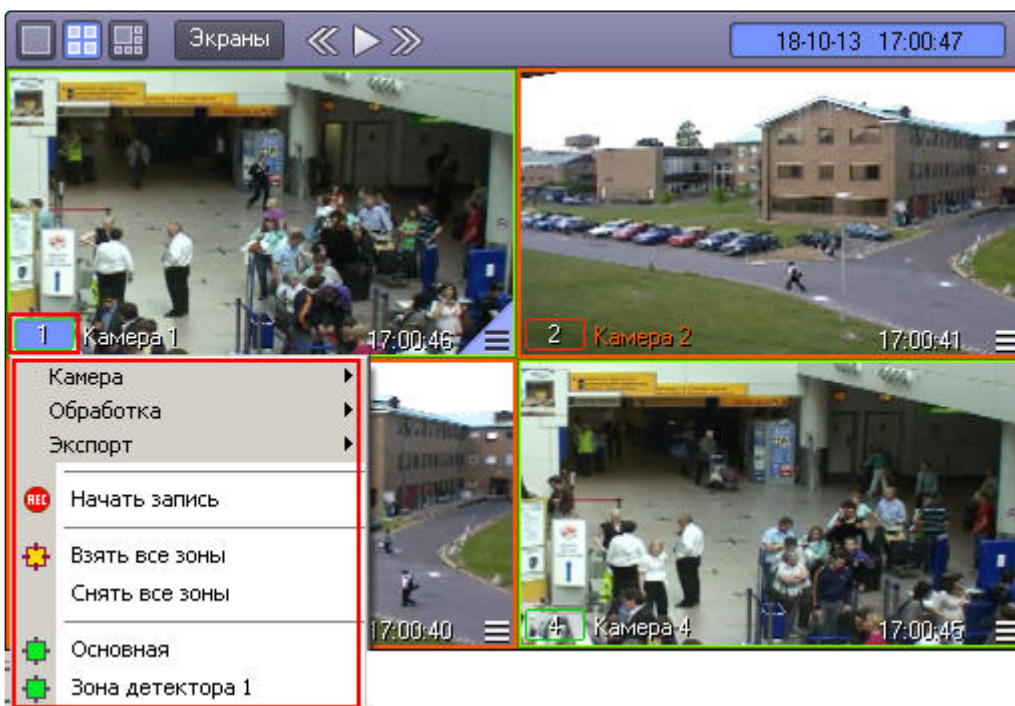 Экраны
18-10-13 17:00:47
1 Камера 1 17:00:46
2 Камера 2 17:00:41
Камера
Обработка
Экспорт
REC Начать запись
Взять все зоны
Снять все зоны
Основная
Зона детектора 1
17:00:40
4 Камера 4 17:00:45